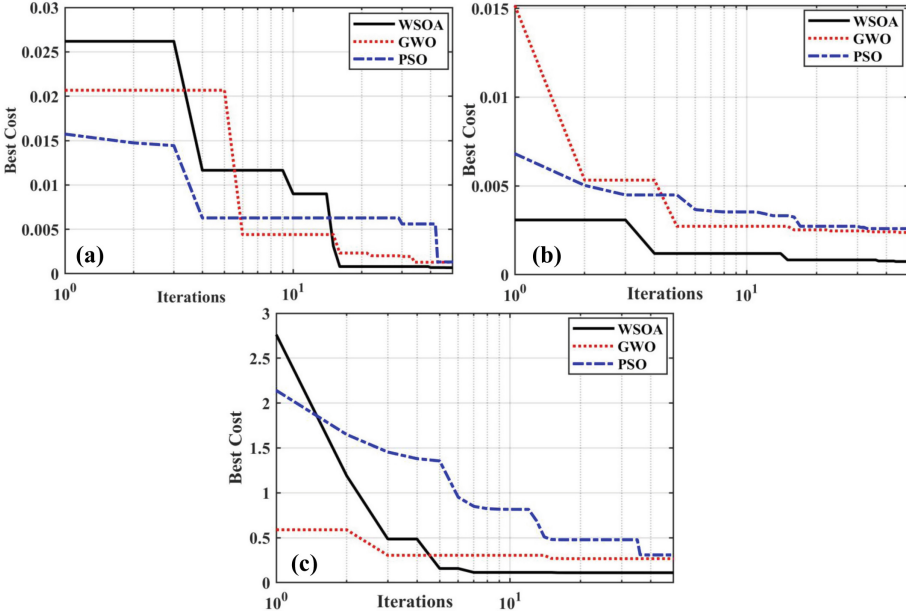 WSOA
GWO
PSO
0.025
0.02
0.015
0.01
0.005
0
Best Cost
(a)
10^0
10^1
Iterations
WSOA
GWO
PSO
0.015
0.01
0.005
0
Best Cost
(b)
10^0
10^1
Iterations
WSOA
GWO
PSO
3
2.5
2
1.5
1
0.5
0
Best Cost
(c)
10^0
10^1
Iterations